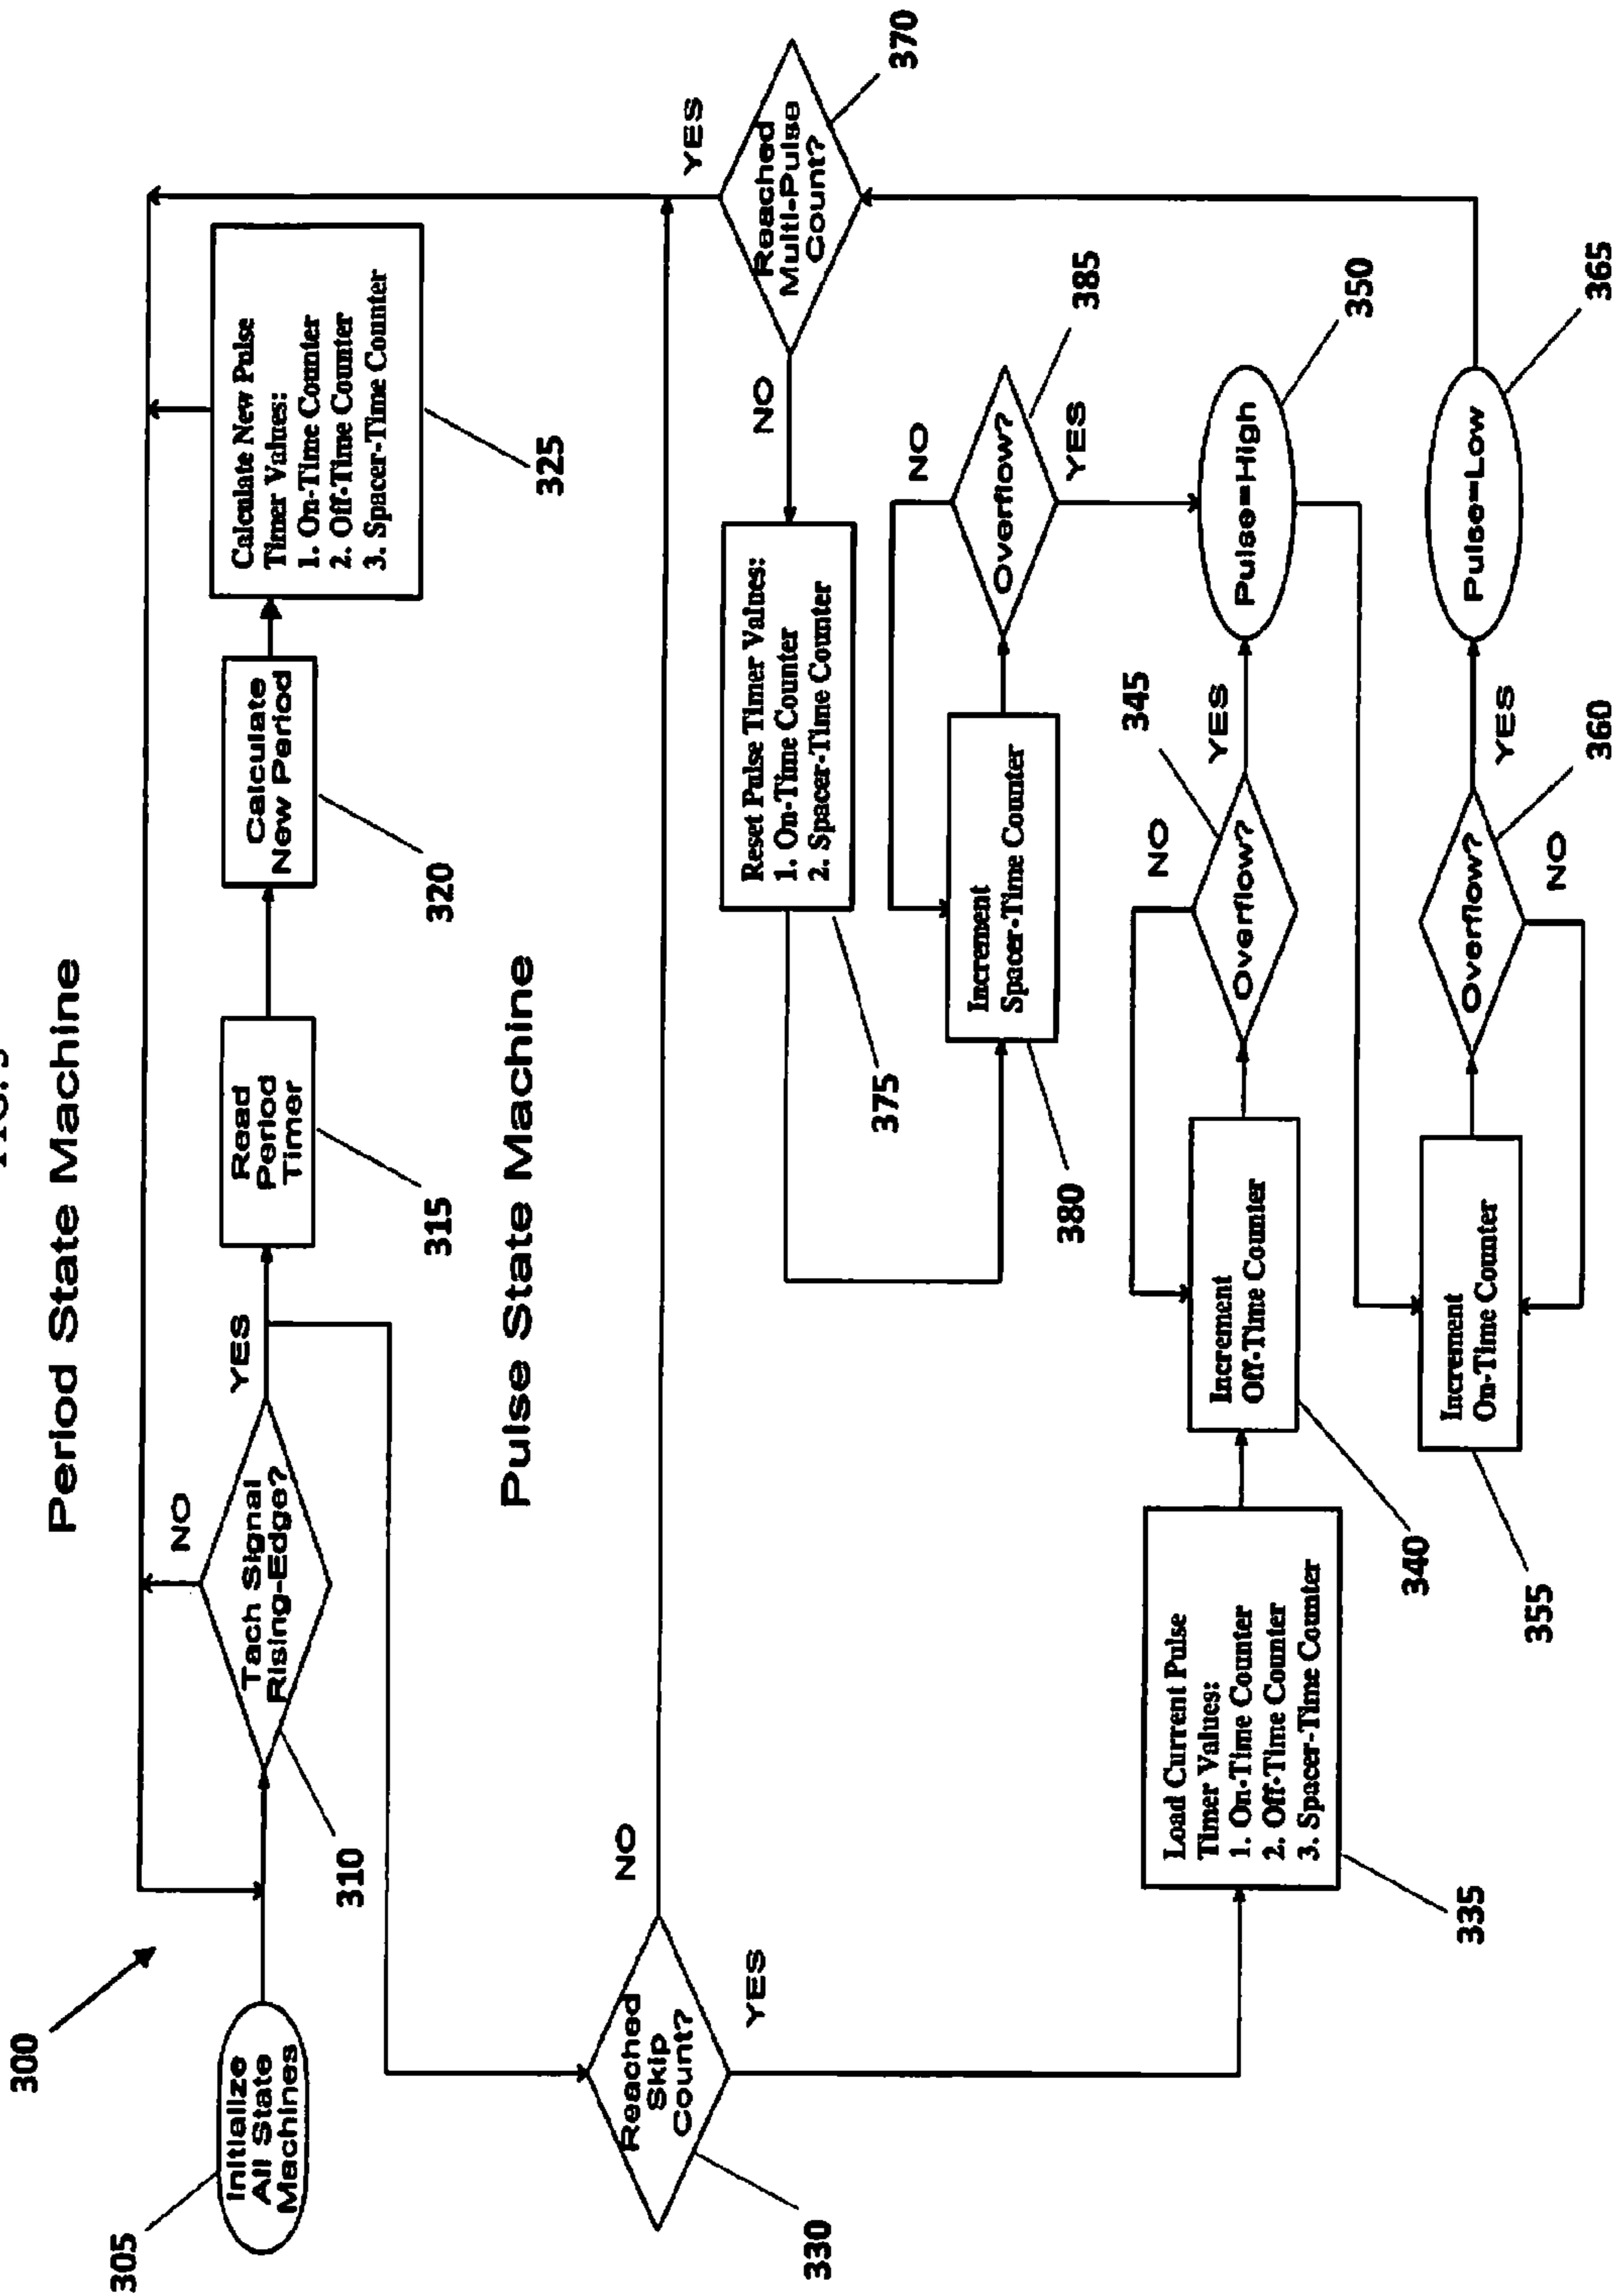 Period State Machine
300
305
Initialize
All State
Machines
310
Tach Signal
Rising-Edge?
NO
YES
315
Read
Period
Timer
320
Calculate
New Period
325
Calculate New Pulse
Timer Values:
1. On-Time Counter
2. Off-Time Counter
3. Spacer-Time Counter
Pulse State Machine
330
Reached
Skip
Count?
NO
YES
335
Load Current Pulse
Timer Values:
1. On-Time Counter
2. Off-Time Counter
3. Spacer-Time Counter
340
Increment
Off-Time Counter
345
Overflow?
NO
YES
350
Pulse=High
355
Increment
On-Time Counter
360
Overflow?
NO
YES
365
Pulse=Low
370
Reached
Multi-Pulse
Count?
YES
NO
375
Reset Pulse Timer Values:
1. On-Time Counter
2. Spacer-Time Counter
380
Increment
Spacer-Time Counter
385
Overflow?
NO
YES